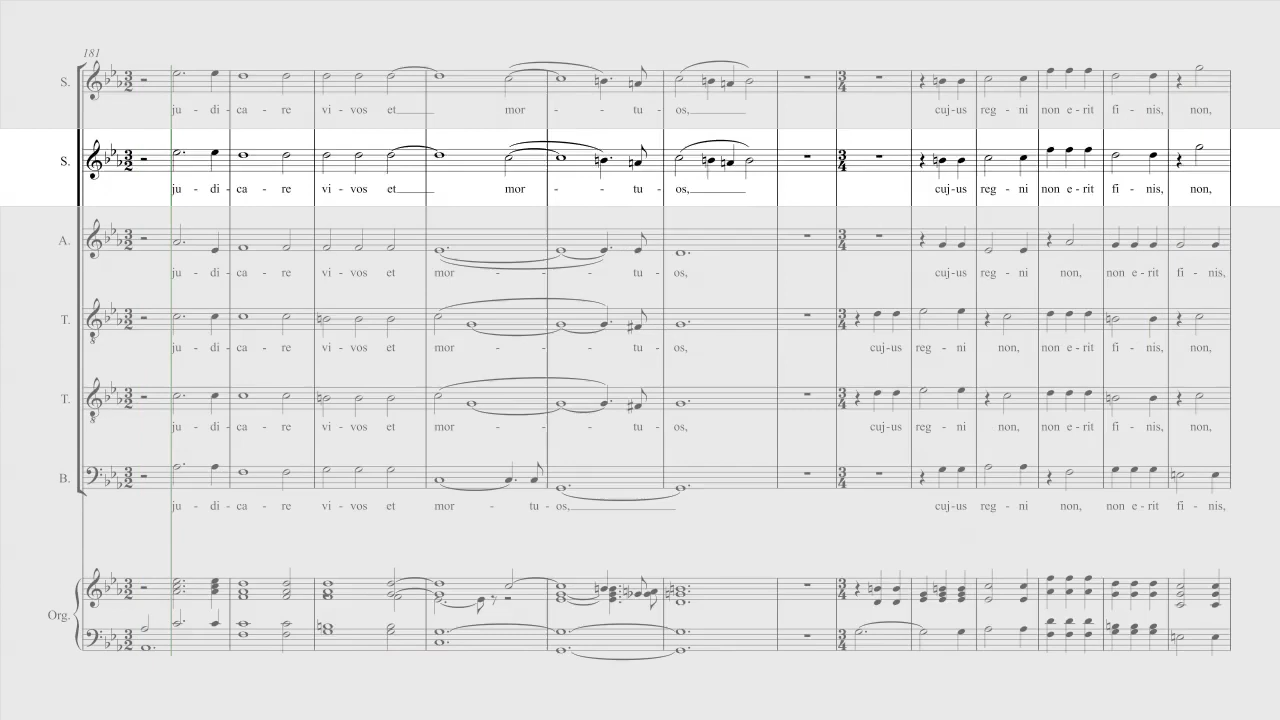 181
S. ju - di - ca - re vi - vos et mor - - tu - os, cuj-us reg - ni non e - rit fi - nis, non,
S. ju - di - ca - re vi - vos et mor - - tu - os, cuj-us reg - ni non e - rit fi - nis, non,
A. ju - di - ca - re vi - vos et mor - - - tu - os, cuj-us reg - ni non, non e - rit fi - nis,
T. ju - di - ca - re vi - vos et mor - - - tu - os, cuj-us reg - ni non, non e - rit fi - nis, non,
T. ju - di - ca - re vi - vos et mor - - - tu - os, cuj-us reg - ni non, non e - rit fi - nis, non,
B. ju - di - ca - re vi - vos et mor - tu - os, cuj-us reg - ni non, non e - rit fi - nis,
Org.